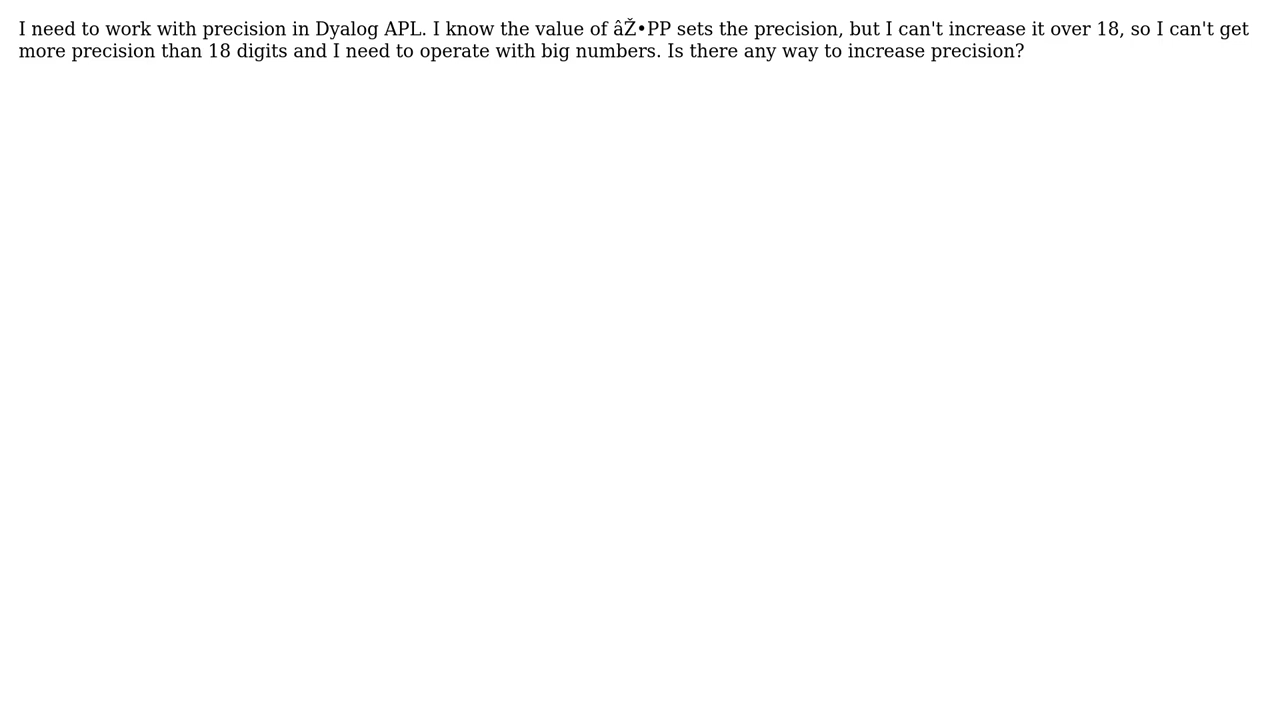 I need to work with precision in Dyalog APL. I know the value of âŽ•PP sets the precision, but I can't increase it over 18, so I can't get
more precision than 18 digits and I need to operate with big numbers. Is there any way to increase precision?